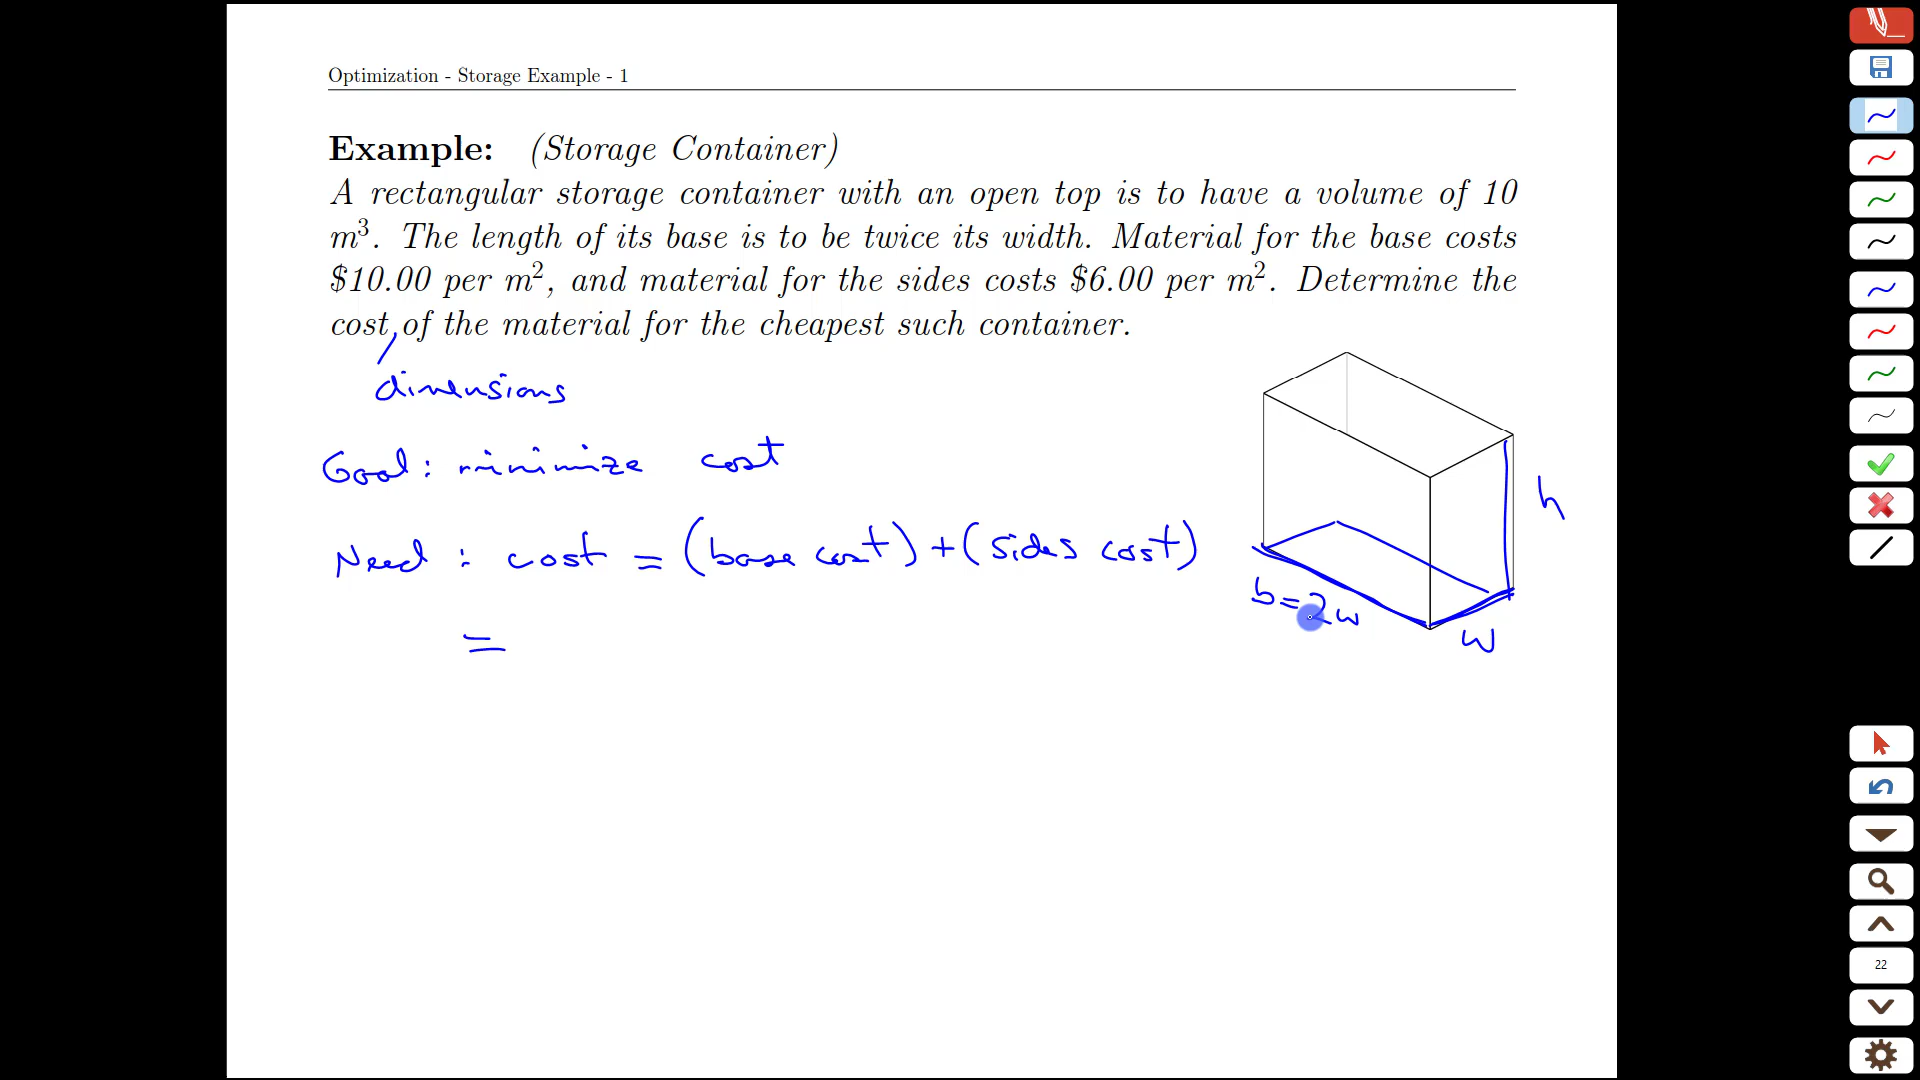 Optimization - Storage Example - 1
Example: (Storage Container)
A rectangular storage container with an open top is to have a volume of 10
m³. The length of its base is to be twice its width. Material for the base costs
$10.00 per m², and material for the sides costs $6.00 per m². Determine the
cost of the material for the cheapest such container.
dimensions
Goal: minimize cost
h
Need : cost = (base cost) + (sides cost)
b=2w
w
=
22